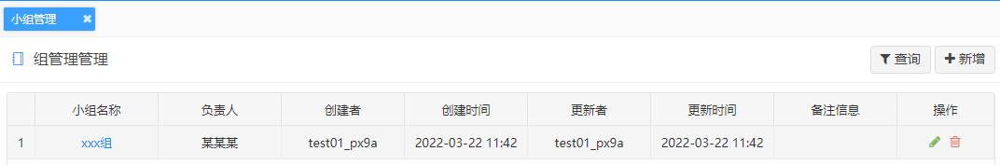 小组管理
组管理管理
查询 新增
小组名称 负责人 创建者 创建时间 更新者 更新时间 备注信息 操作
1 xxx组 某某某 test01_px9a 2022-03-22 11:42 test01_px9a 2022-03-22 11:42